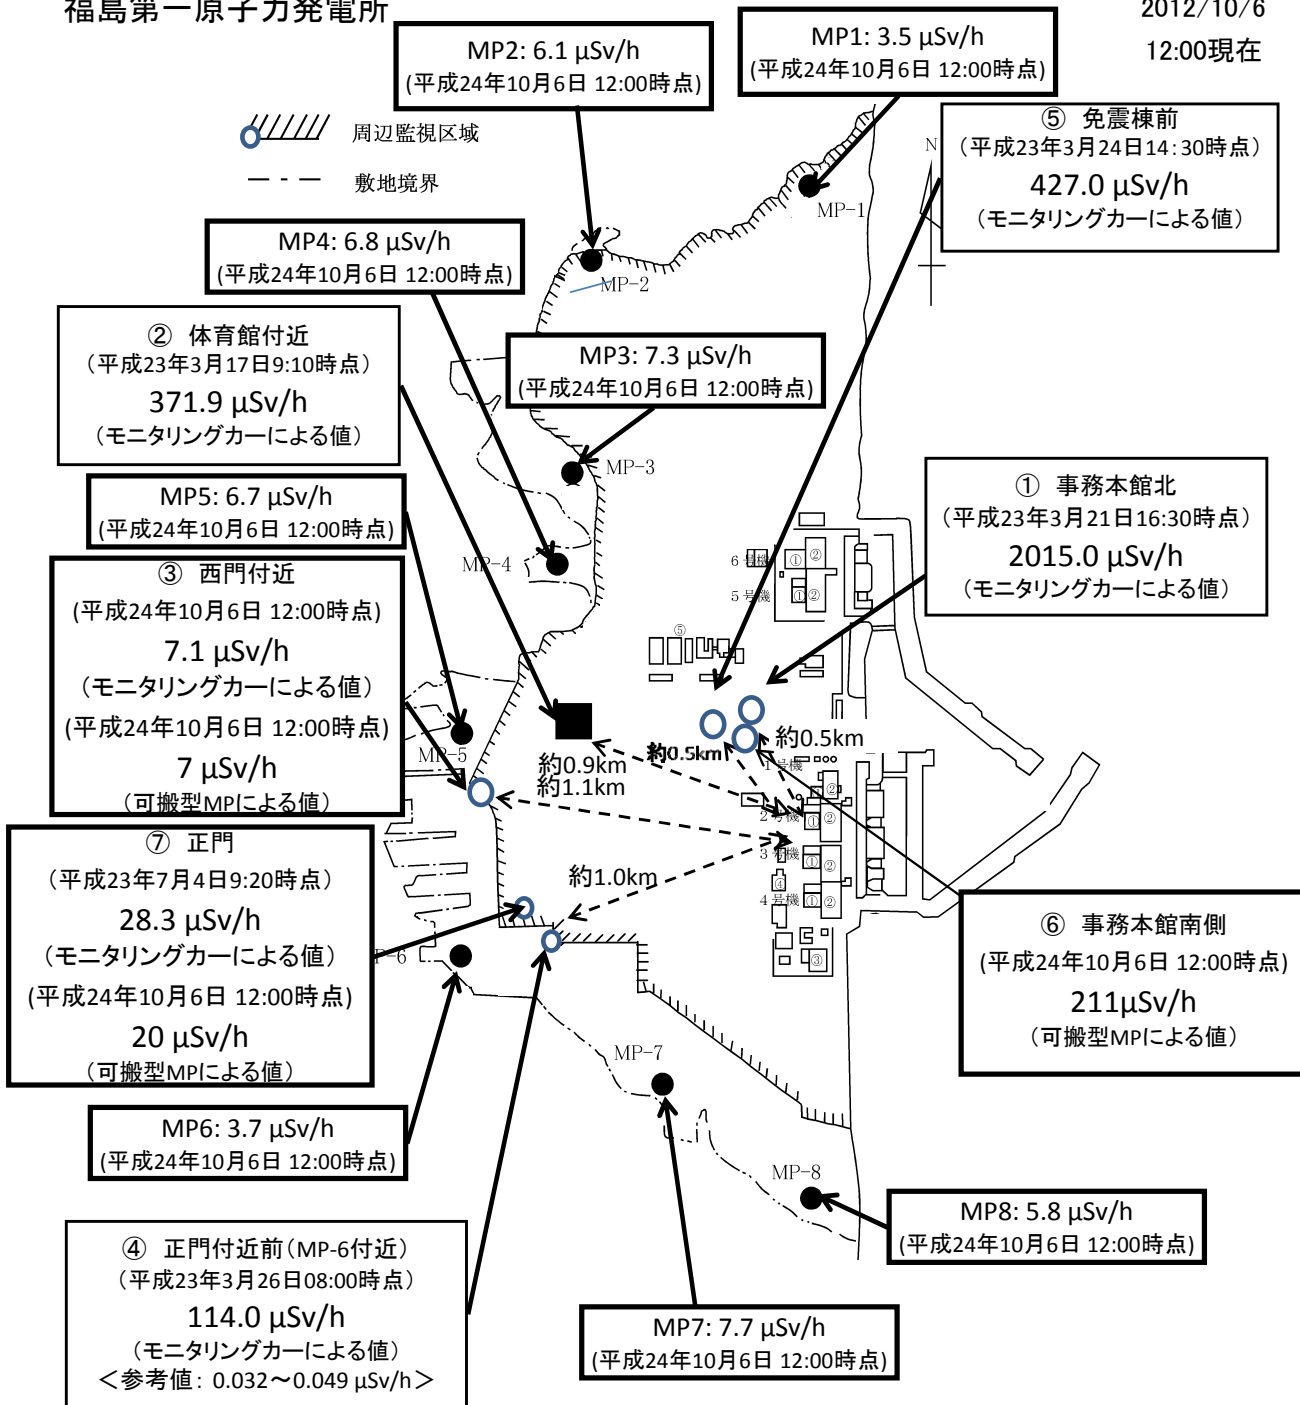 福島第一原子力発電所
2012/10/6
12:00現在
MP2: 6.1 μSv/h
(平成24年10月6日 12:00時点)
MP1: 3.5 μSv/h
(平成24年10月6日 12:00時点)
周辺監視区域
敷地境界
⑤ 免震棟前
(平成23年3月24日14:30時点)
427.0 μSv/h
(モニタリングカーによる値)
N
MP-1
MP4: 6.8 μSv/h
(平成24年10月6日 12:00時点)
MP-2
② 体育館付近
(平成23年3月17日9:10時点)
371.9 μSv/h
(モニタリングカーによる値)
MP3: 7.3 μSv/h
(平成24年10月6日 12:00時点)
MP-3
MP5: 6.7 μSv/h
(平成24年10月6日 12:00時点)
① 事務本館北
(平成23年3月21日16:30時点)
2015.0 μSv/h
(モニタリングカーによる値)
MP-4
6号機
① ②
5号機
① ②
③ 西門付近
(平成24年10月6日 12:00時点)
7.1 μSv/h
(モニタリングカーによる値)
(平成24年10月6日 12:00時点)
7 μSv/h
(可搬型MPによる値)
⑤
MP-5
約0.9km
約1.1km
約0.5km
約0.5km
1号機
②
2号機
① ②
3号機
① ②
④
4号機
① ②
③
約1.0km
⑦ 正門
(平成23年7月4日9:20時点)
28.3 μSv/h
(モニタリングカーによる値)
(平成24年10月6日 12:00時点)
20 μSv/h
(可搬型MPによる値)
P-6
⑥ 事務本館南側
(平成24年10月6日 12:00時点)
211μSv/h
(可搬型MPによる値)
MP-7
MP6: 3.7 μSv/h
(平成24年10月6日 12:00時点)
MP-8
MP8: 5.8 μSv/h
(平成24年10月6日 12:00時点)
④ 正門付近前(MP-6付近)
(平成23年3月26日08:00時点)
114.0 μSv/h
(モニタリングカーによる値)
<参考値: 0.032～0.049 μSv/h>
MP7: 7.7 μSv/h
(平成24年10月6日 12:00時点)